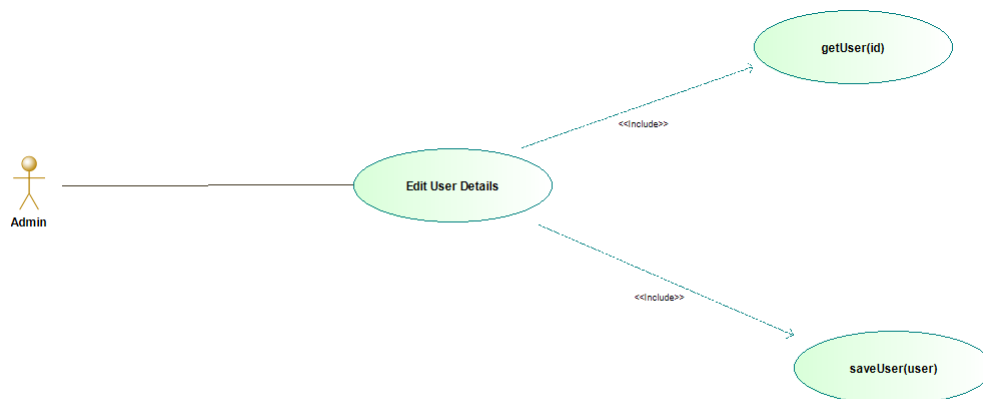 getUser(id)
<<Include>>
Edit User Details
Admin
<<Include>>
saveUser(user)